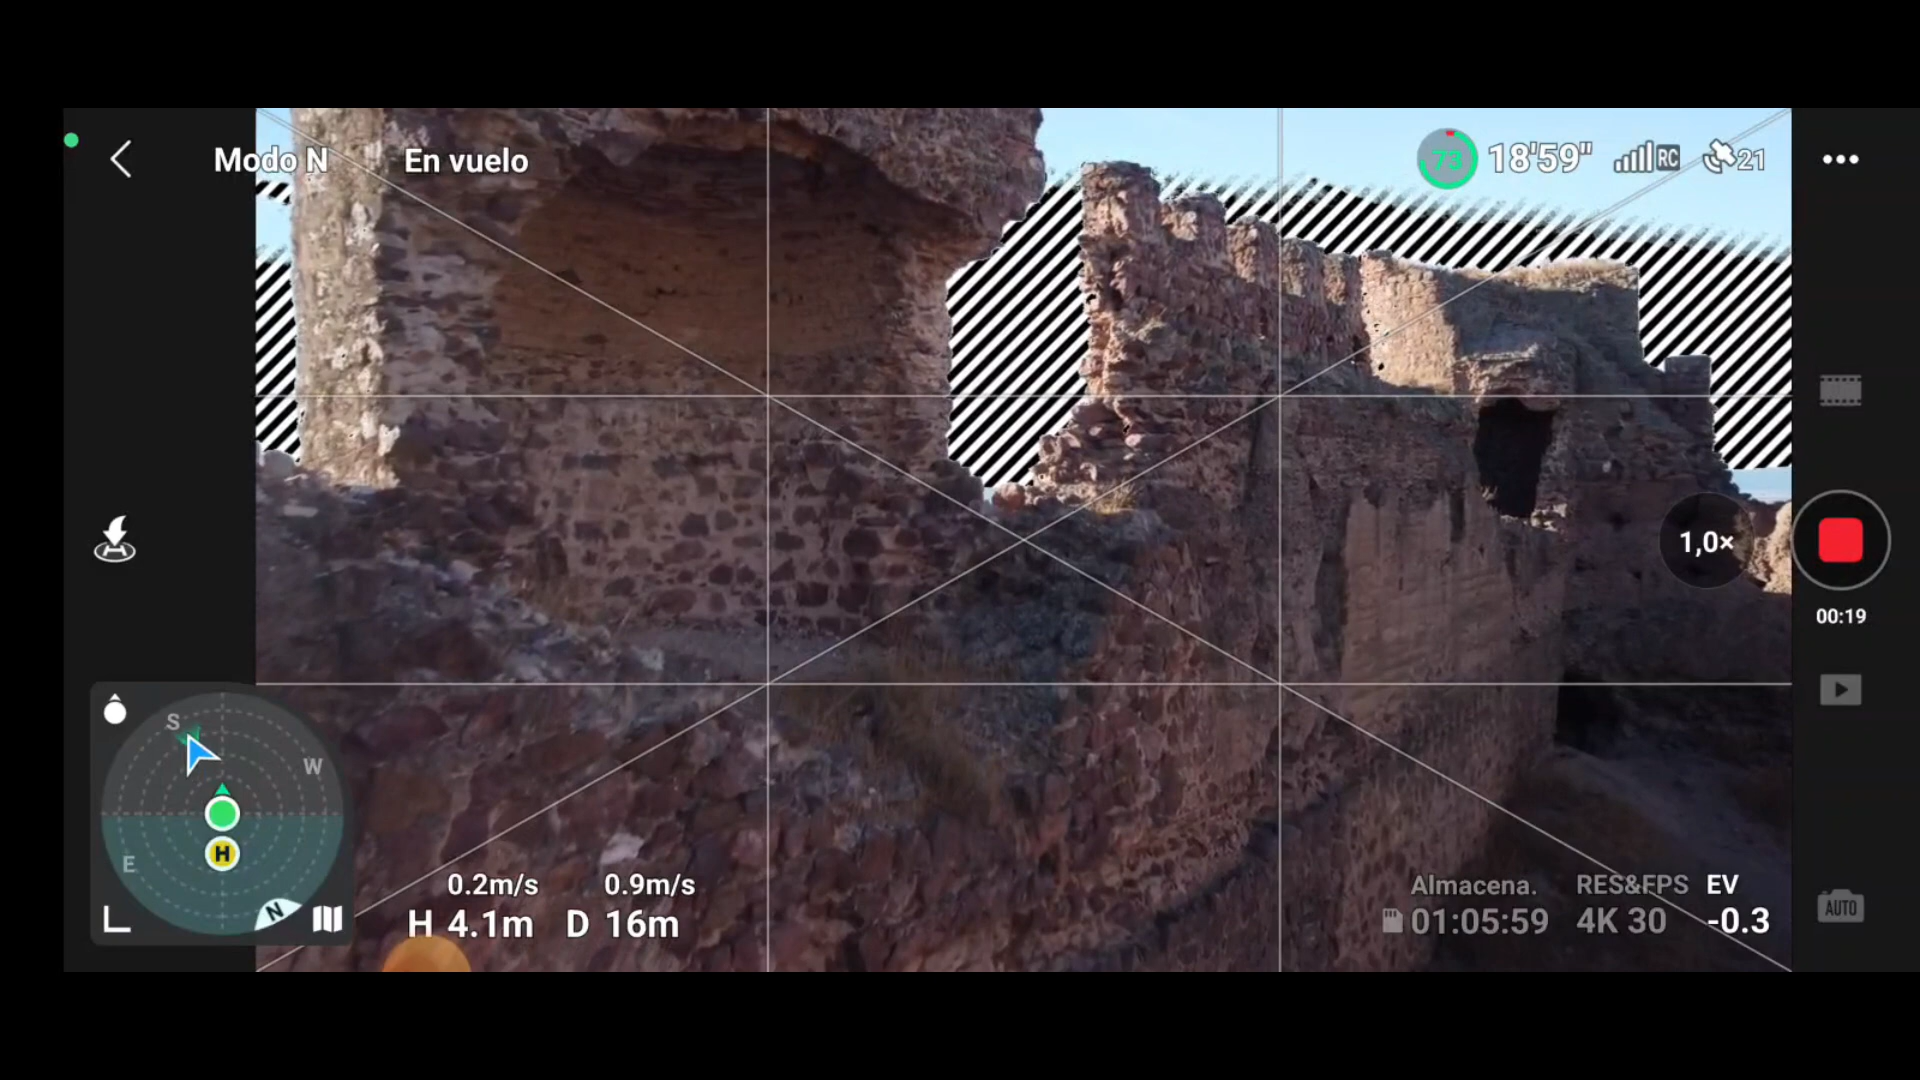 Modo N En vuelo 73 18'59" RC 21
1,0×
00:19
S
W
H
E
N
0.2m/s 0.9m/s
H 4.1m D 16m
Almacena. RES&FPS EV
01:05:59 4K 30 -0.3
AUTO